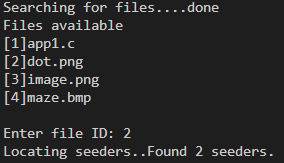 Searching for files....done
Files available
[1]app1.c
[2]dot.png
[3]image.png
[4]maze.bmp
Enter file ID: 2
Locating seeders..Found 2 seeders.